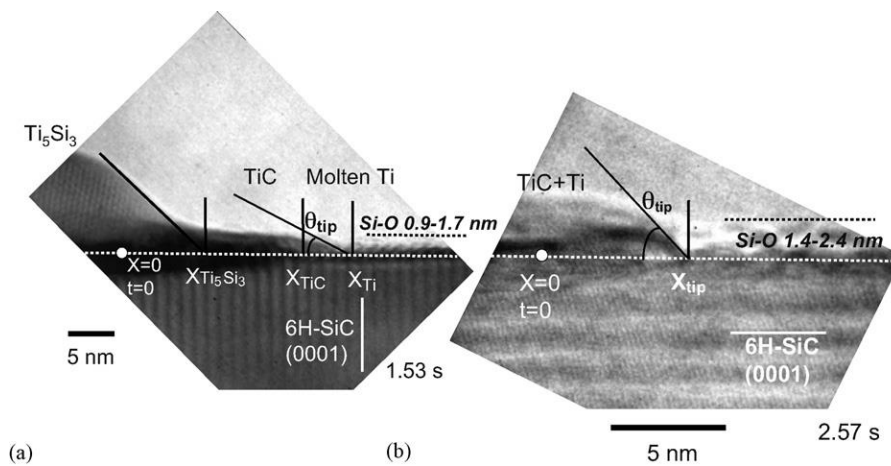 Ti₅Si₃
TiC
Molten Ti
θtip
Si-O 0.9-1.7 nm
X=0
t=0
XTi₅Si₃
XTiC
XTi
6H-SiC
(0001)
5 nm
1.53 s
(a)
TiC+Ti
θtip
Si-O 1.4-2.4 nm
X=0
t=0
Xtip
6H-SiC
(0001)
5 nm
2.57 s
(b)